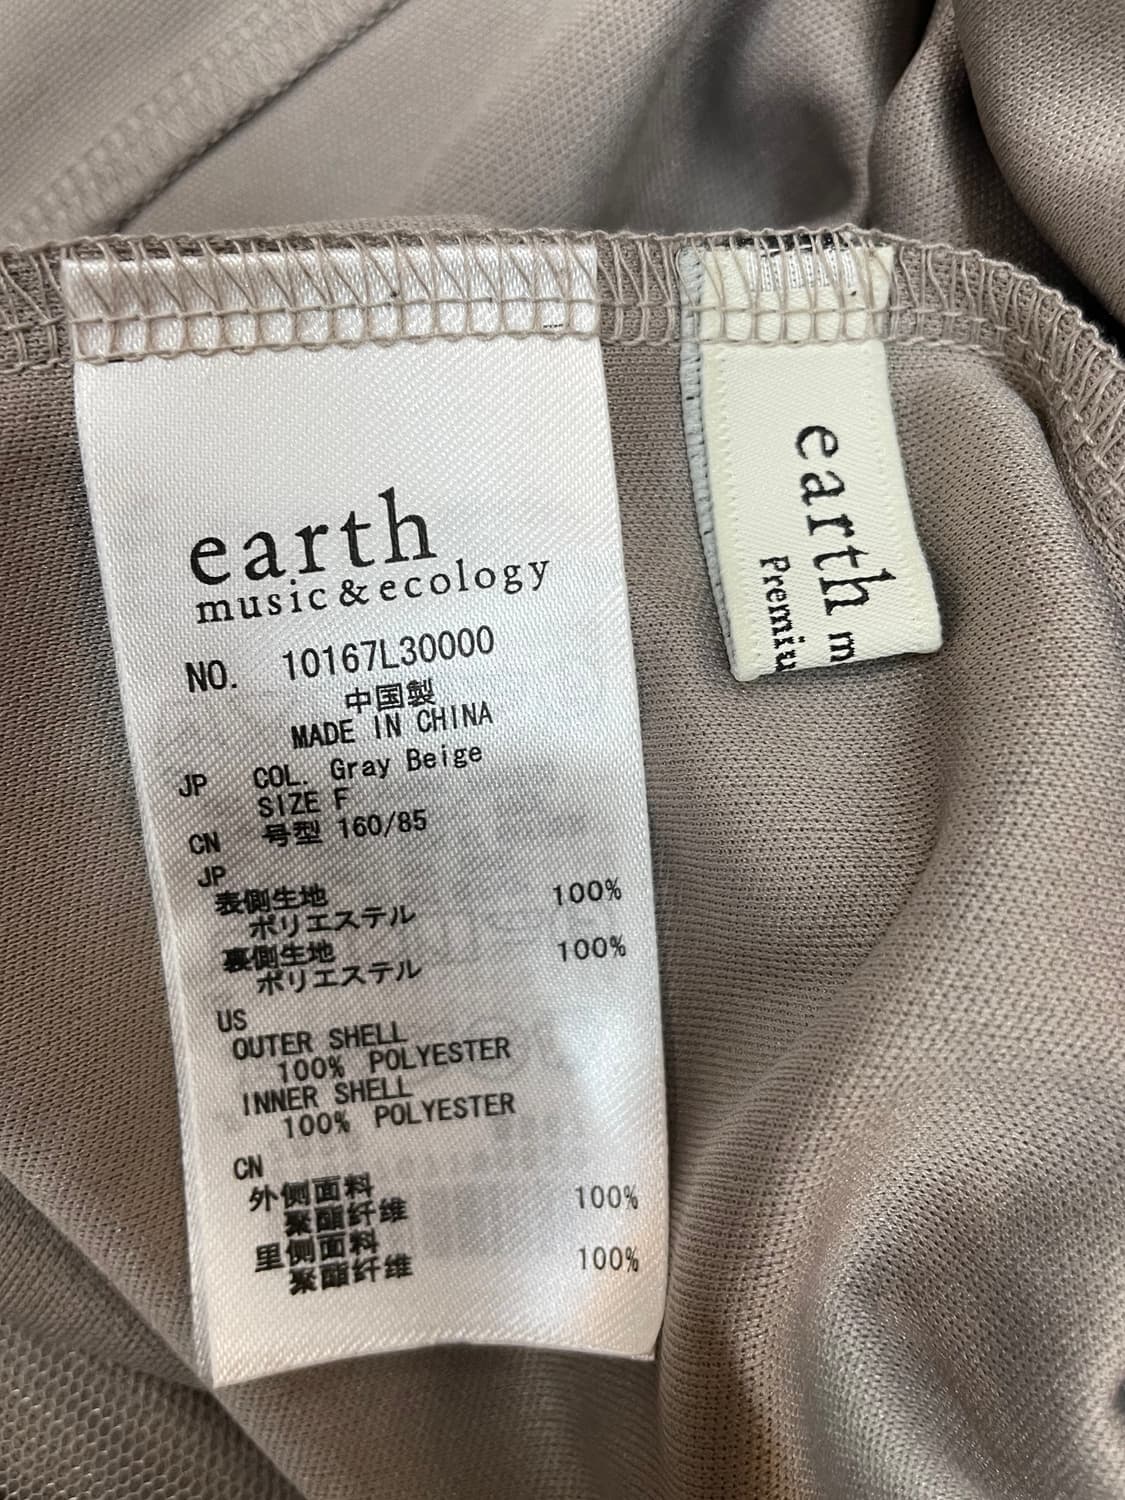 earth
music&ecology
NO. 10167L30000
中国製
MADE IN CHINA
JP COL. Gray Beige
SIZE F
CN 号型 160/85
JP
表側生地 100%
ポリエステル
裏側生地 100%
ポリエステル
US
OUTER SHELL
100% POLYESTER
INNER SHELL
100% POLYESTER
CN
外侧面料 100%
聚酯纤维
里侧面料 100%
聚酯纤维
earth m
Premiu